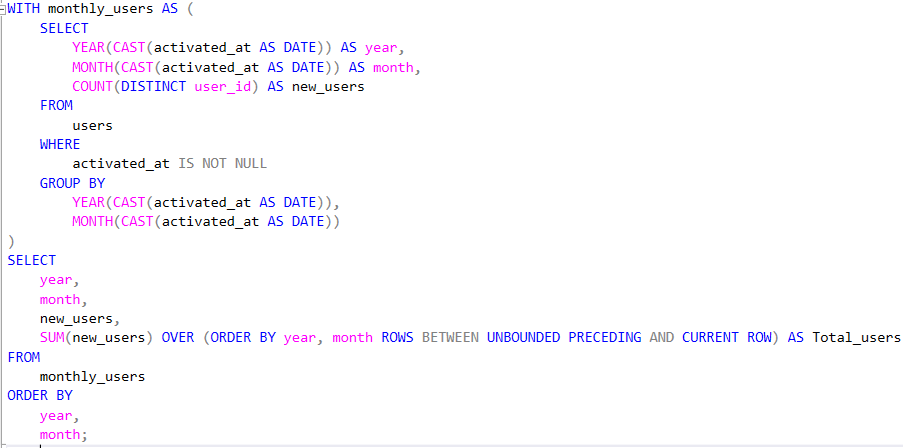 WITH monthly_users AS (
    SELECT
        YEAR(CAST(activated_at AS DATE)) AS year,
        MONTH(CAST(activated_at AS DATE)) AS month,
        COUNT(DISTINCT user_id) AS new_users
    FROM
        users
    WHERE
        activated_at IS NOT NULL
    GROUP BY
        YEAR(CAST(activated_at AS DATE)),
        MONTH(CAST(activated_at AS DATE))
)
SELECT
    year,
    month,
    new_users,
    SUM(new_users) OVER (ORDER BY year, month ROWS BETWEEN UNBOUNDED PRECEDING AND CURRENT ROW) AS Total_users
FROM
    monthly_users
ORDER BY
    year,
    month;